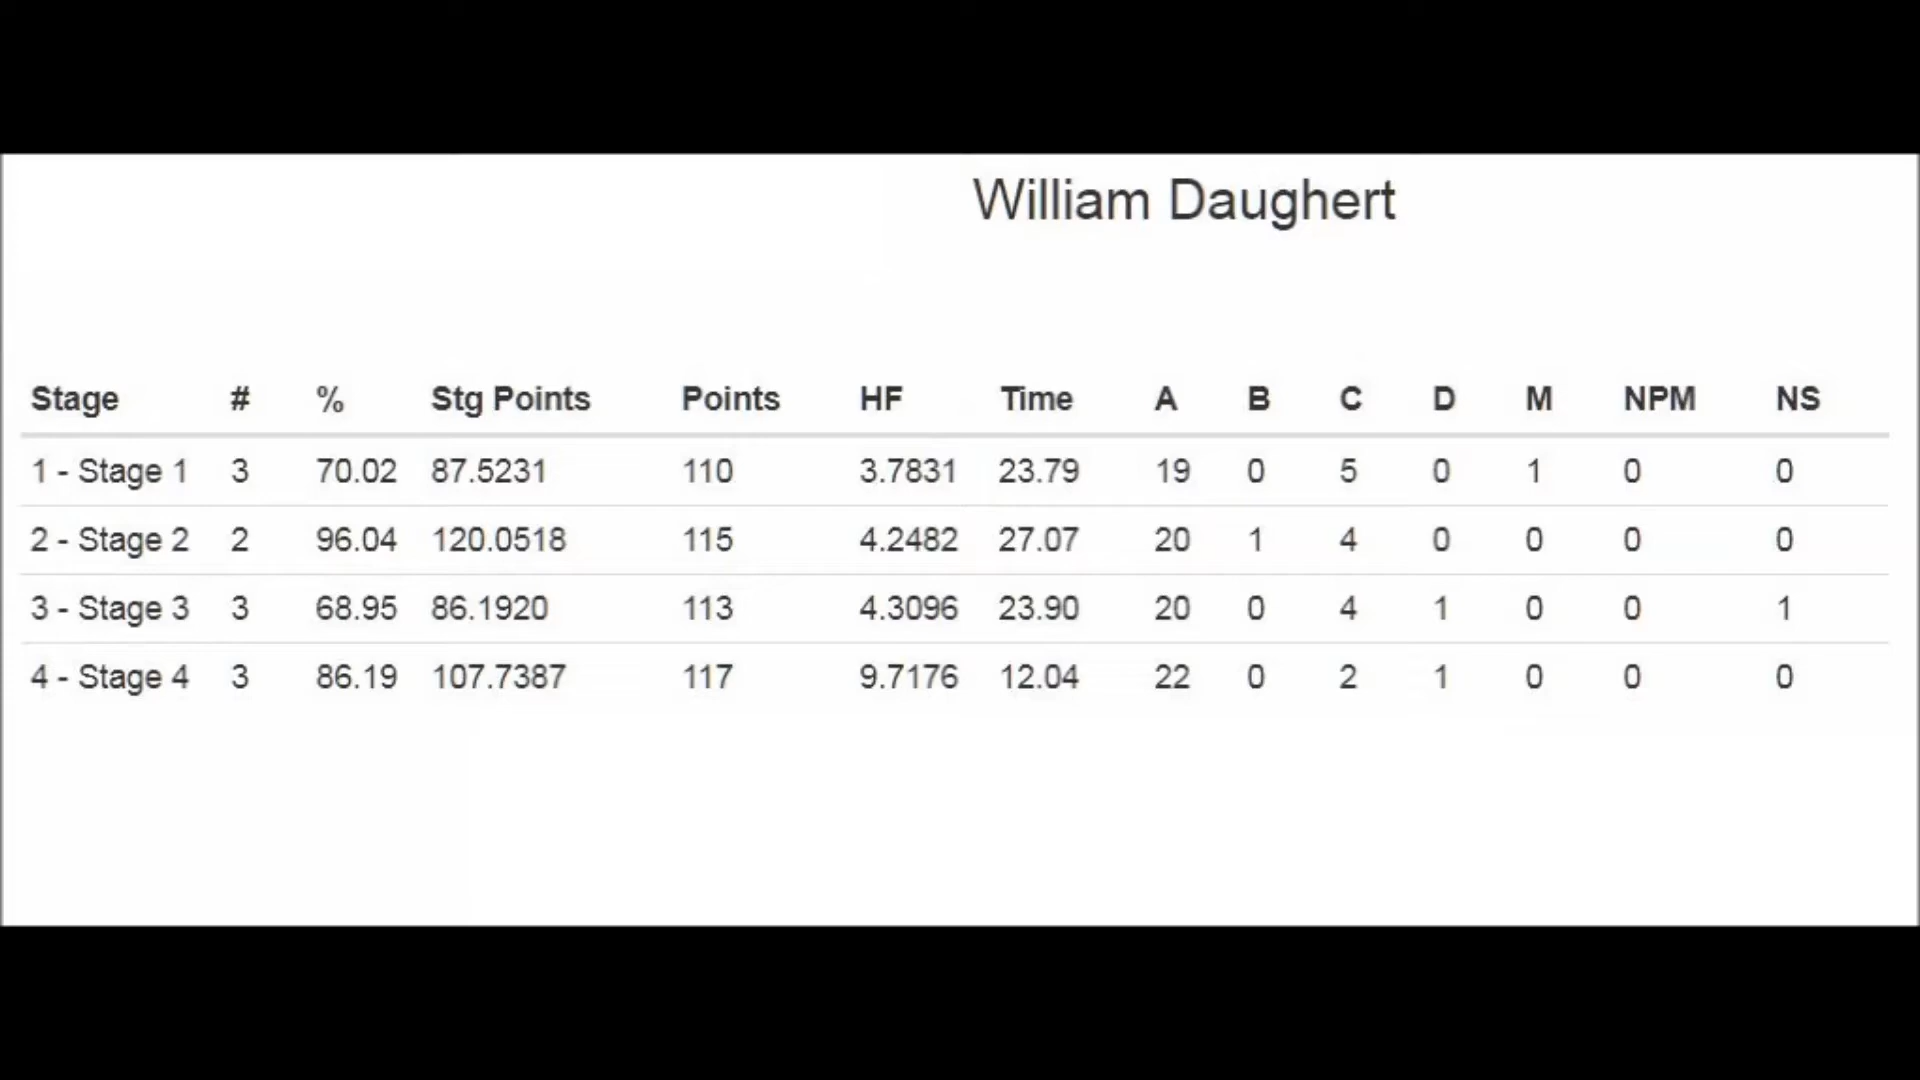 William Daughert
Stage # % Stg Points Points HF Time A B C D M NPM NS
1 - Stage 1 3 70.02 87.5231 110 3.7831 23.79 19 0 5 0 1 0 0
2 - Stage 2 2 96.04 120.0518 115 4.2482 27.07 20 1 4 0 0 0 0
3 - Stage 3 3 68.95 86.1920 113 4.3096 23.90 20 0 4 1 0 0 1
4 - Stage 4 3 86.19 107.7387 117 9.7176 12.04 22 0 2 1 0 0 0